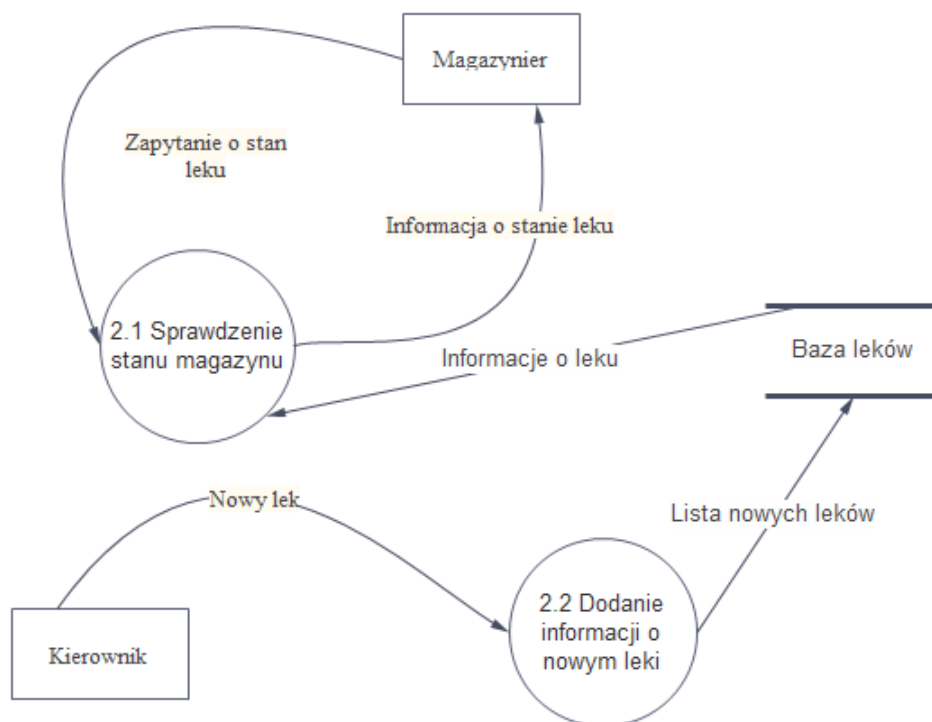 Magazynier
Zapytanie o stan
leku
Informacja o stanie leku
2.1 Sprawdzenie
stanu magazynu
Informacje o leku
Baza leków
Nowy lek
Lista nowych leków
2.2 Dodanie
informacji o
nowym leki
Kierownik